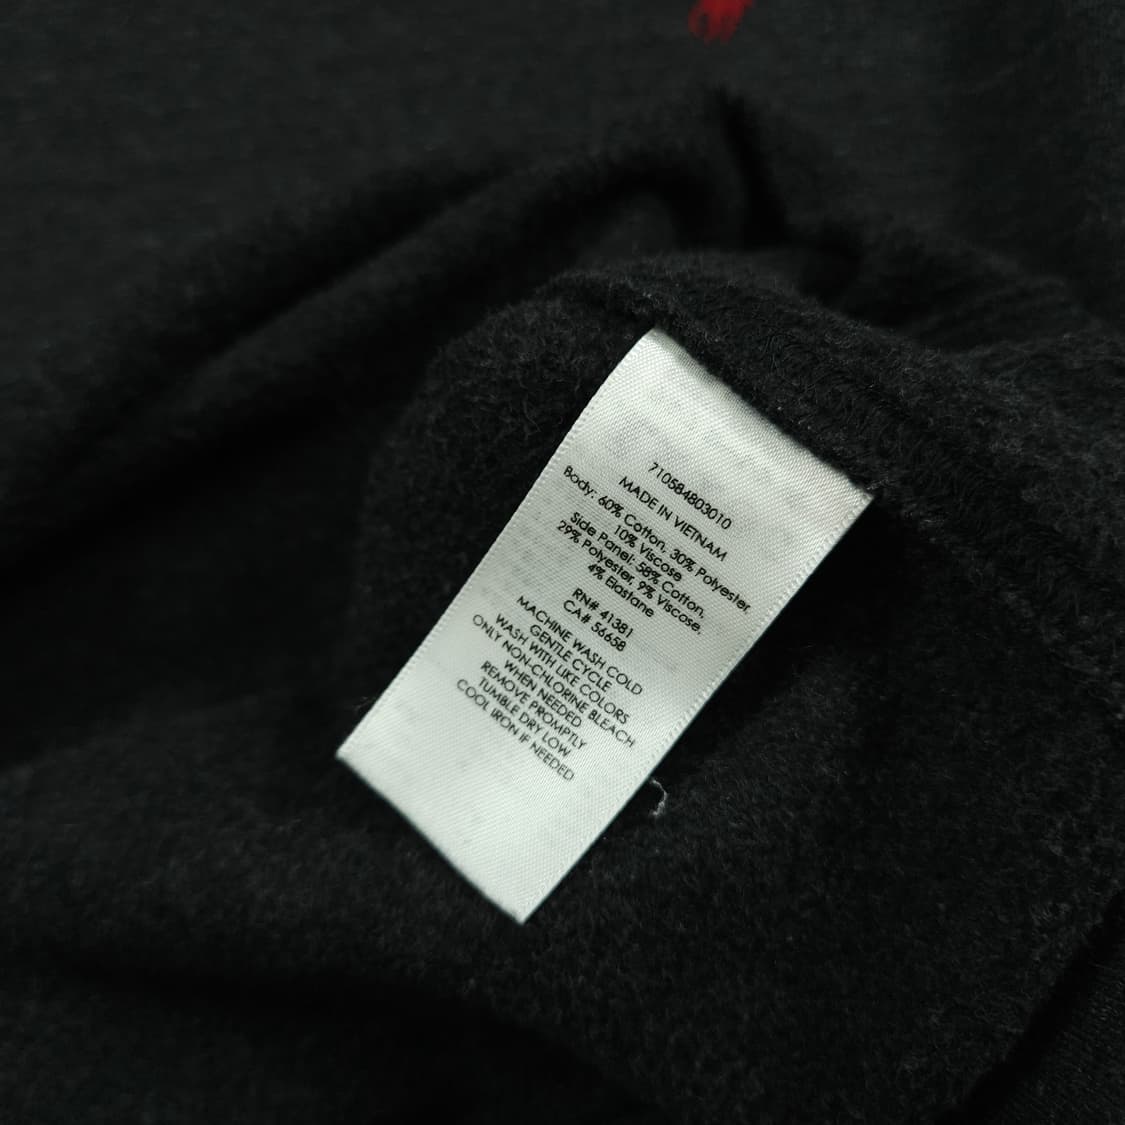 710584803010
MADE IN VIETNAM
Body: 60% Cotton, 30% Polyester,
10% Viscose
Side Panel: 58% Cotton,
29% Polyester, 9% Viscose,
4% Elastane
RN# 41381
CA# 56658
MACHINE WASH COLD
GENTLE CYCLE
WASH WITH LIKE COLORS
ONLY NON-CHLORINE BLEACH
WHEN NEEDED
REMOVE PROMPTLY
TUMBLE DRY LOW
COOL IRON IF NEEDED